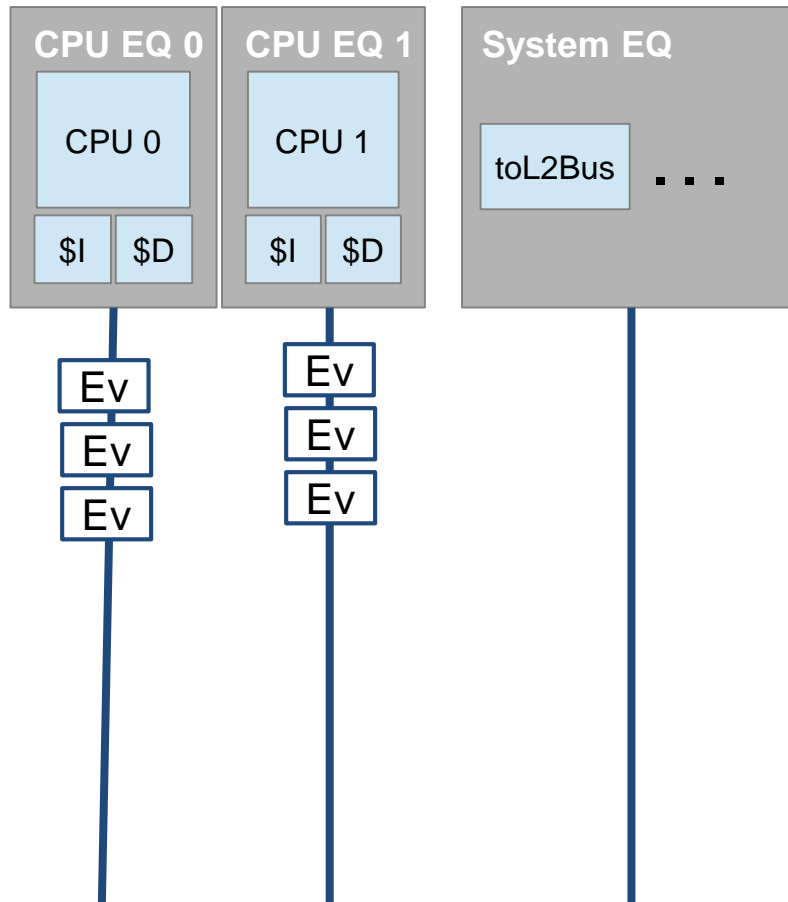 CPU EQ 0
CPU 0
$I
$D
CPU EQ 1
CPU 1
$I
$D
System EQ
toL2Bus
. . .
Ev
Ev
Ev
Ev
Ev
Ev